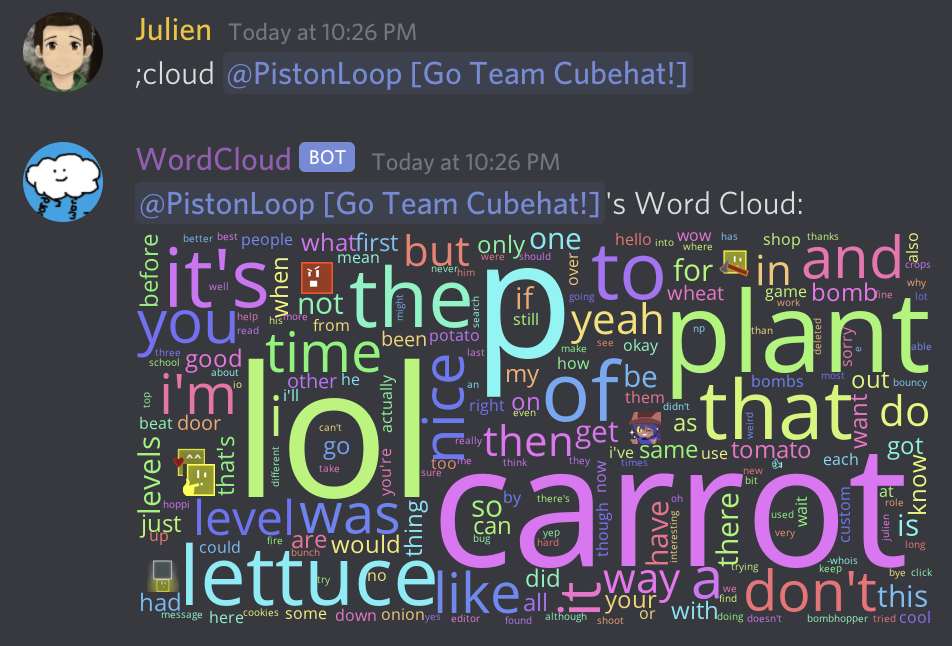 Julien Today at 10:26 PM
;cloud @PistonLoop [Go Team Cubehat!]
WordCloud BOT Today at 10:26 PM
@PistonLoop [Go Team Cubehat!]'s Word Cloud:
before better best people what first but only one hello into wow where has shop thanks also
it's well when mean never him were should over to for in and crops
you help his more not the might search p if still going wheat game work bomb fine why lot
read from been potato yeah see okay np plant than deleted sorry e able
three school good about time last make how
top i'm io i'll other he actually nice an my of be them didn't bombs most out bouncy
beat door i lol can't go take right on even that weird want do
levels that's different you're really then get as i've same use tomato each got
sure too me think they times new bit 👍 know
hoppi just up level was thing carrot
could fire are bunch would so can bug by there's yep hard though now have oh interesting there used very wait custom at role julien is long
lettuce try no like did it way a trying don't -whois keep bye click this
had message here cookies some down onion yes editor all found although shoot your or with we find doing doesn't bombhopper tried cool